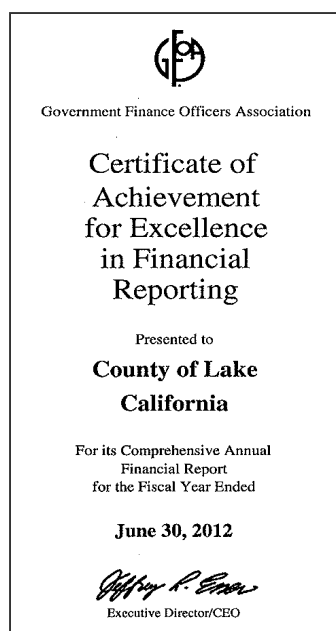 Government Finance Officers Association
Certificate of
Achievement
for Excellence
in Financial
Reporting
Presented to
County of Lake
California
For its Comprehensive Annual
Financial Report
for the Fiscal Year Ended
June 30, 2012
Executive Director/CEO